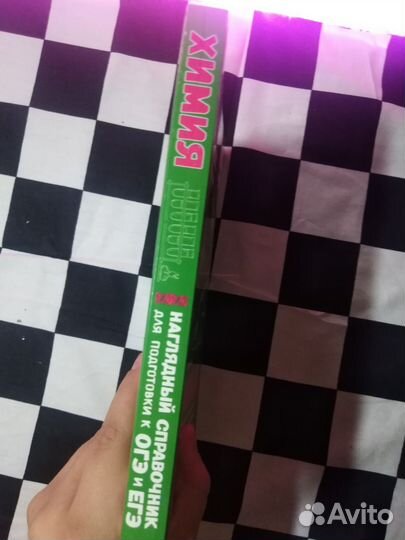 ХИМИЯ
НАГЛЯДНЫЙ СПРАВОЧНИК
ДЛЯ ПОДГОТОВКИ К ОГЭ И ЕГЭ
Avito